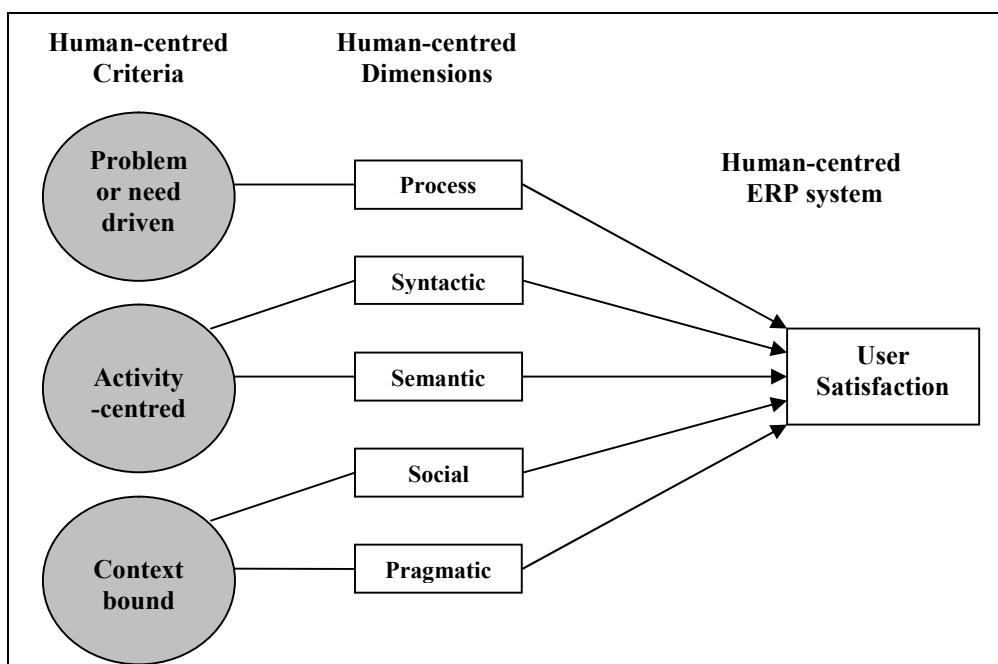 Human-centred
Criteria
Human-centred
Dimensions
Problem
or need
driven
Process
Human-centred
ERP system
Syntactic
Activity
-centred
Semantic
User
Satisfaction
Social
Context
bound
Pragmatic